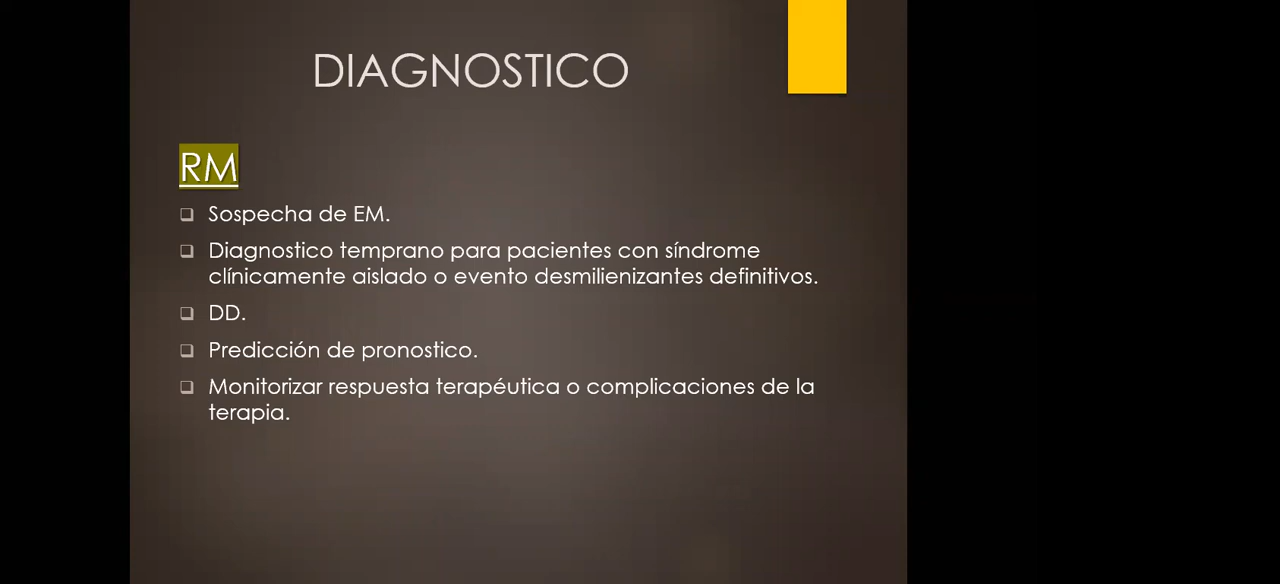 DIAGNOSTICO
RM
Sospecha de EM.
Diagnostico temprano para pacientes con síndrome
clínicamente aislado o evento desmilienizantes definitivos.
DD.
Predicción de pronostico.
Monitorizar respuesta terapéutica o complicaciones de la
terapia.